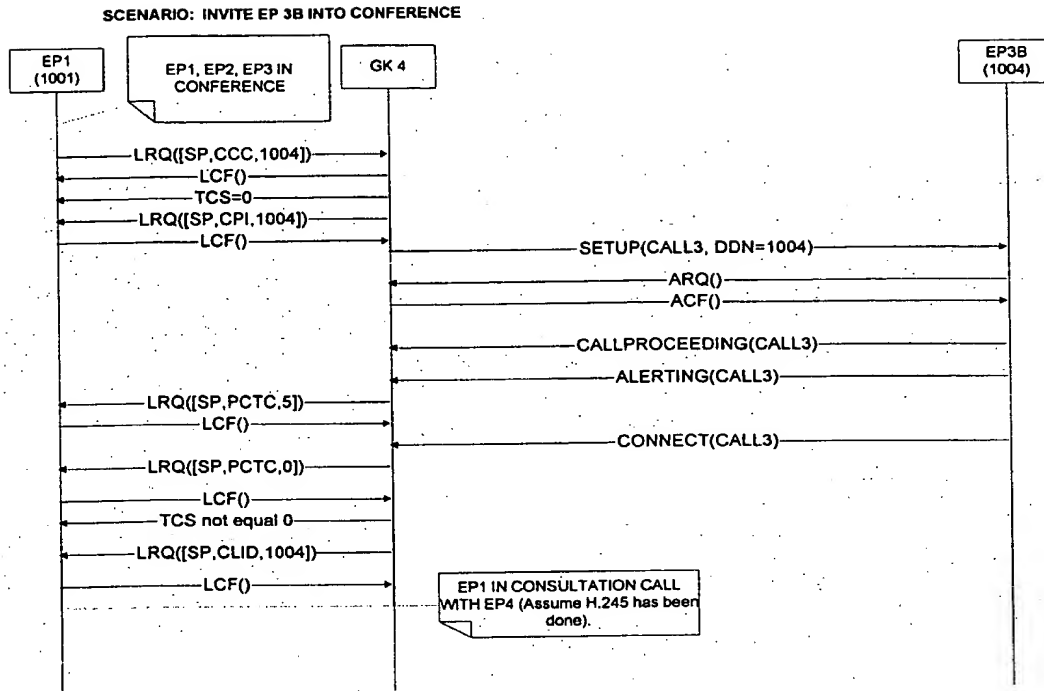 SCENARIO: INVITE EP 3B INTO CONFERENCE
EP1
(1001)
EP1, EP2, EP3 IN
CONFERENCE
GK 4
EP3B
(1004)
LRQ([SP,CCC,1004])
LCF()
TCS=0
LRQ([SP,CPI,1004])
LCF()
SETUP(CALL3, DDN=1004)
ARQ()
ACF()
CALLPROCEEDING(CALL3)
ALERTING(CALL3)
LRQ([SP,PCTC,5])
LCF()
CONNECT(CALL3)
LRQ([SP,PCTC,0])
LCF()
TCS not equal 0
LRQ([SP,CLID,1004])
LCF()
EP1 IN CONSULTATION CALL
WITH EP4 (Assume H.245 has been
done).